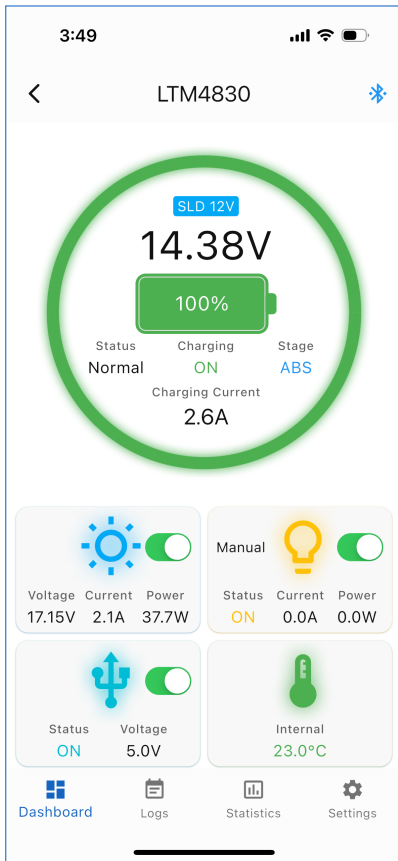 3:49
LTM4830
SLD 12V
14.38V
100%
Status Charging Stage
Normal ON ABS
Charging Current
2.6A
Voltage Current Power
17.15V 2.1A 37.7W
Manual
Status Current Power
ON 0.0A 0.0W
Status Voltage
ON 5.0V
Internal
23.0°C
Dashboard Logs Statistics Settings